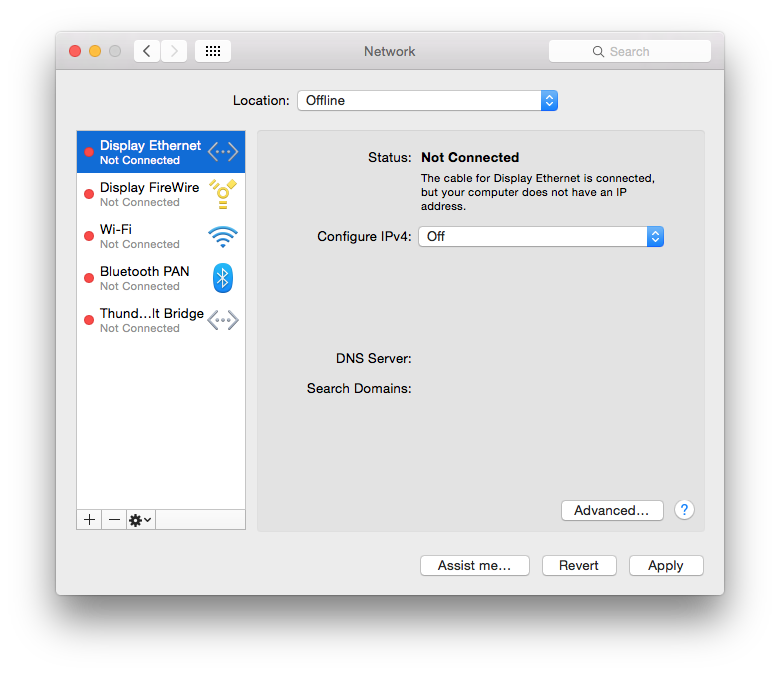 Network
Search
Location: Offline
Display Ethernet
Not Connected
Display FireWire
Not Connected
Wi-Fi
Not Connected
Bluetooth PAN
Not Connected
Thund…lt Bridge
Not Connected
Status: Not Connected
The cable for Display Ethernet is connected,
but your computer does not have an IP
address.
Configure IPv4: Off
DNS Server:
Search Domains:
Advanced… ?
Assist me… Revert Apply